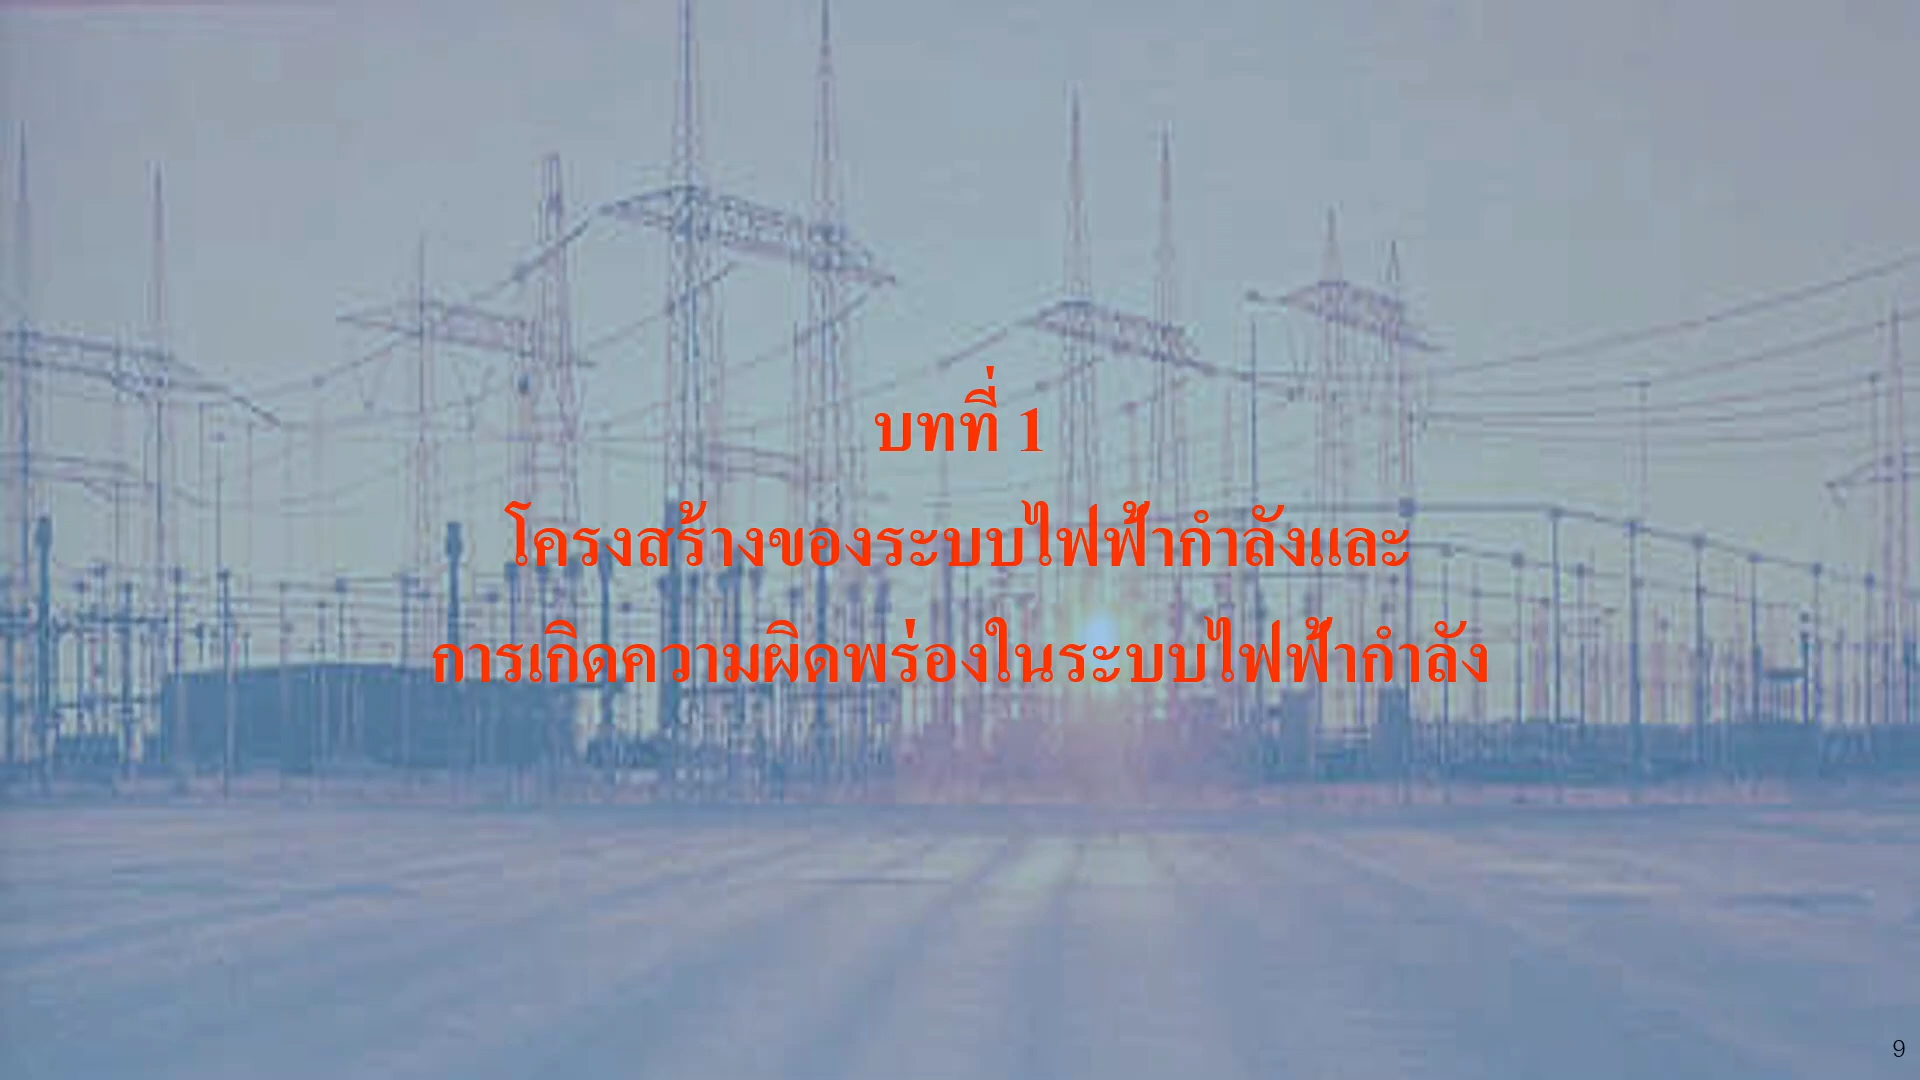 บทที่ 1
โครงสร้างของระบบไฟฟ้ากำลังและ
การเกิดความผิดพร่องในระบบไฟฟ้ากำลัง
9